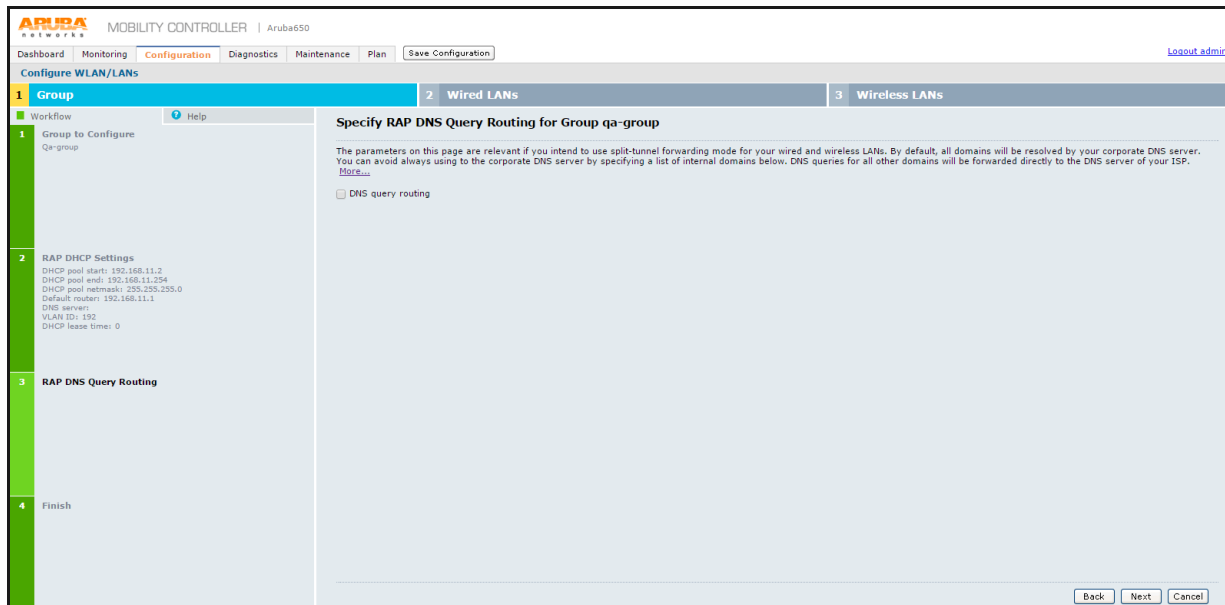 ARUBA
networks
MOBILITY CONTROLLER | Aruba650
Dashboard Monitoring Configuration Diagnostics Maintenance Plan Save Configuration
Logout admin
Configure WLAN/LANs
1 Group
2 Wired LANs
3 Wireless LANs
Workflow
? Help
1 Group to Configure
Qa-group
2 RAP DHCP Settings
DHCP pool start: 192.168.11.2
DHCP pool end: 192.168.11.254
DHCP pool netmask: 255.255.255.0
Default router: 192.168.11.1
DNS server:
VLAN ID: 192
DHCP lease time: 0
3 RAP DNS Query Routing
4 Finish
Specify RAP DNS Query Routing for Group qa-group
The parameters on this page are relevant if you intend to use split-tunnel forwarding mode for your wired and wireless LANs. By default, all domains will be resolved by your corporate DNS server.
You can avoid always using to the corporate DNS server by specifying a list of internal domains below. DNS queries for all other domains will be forwarded directly to the DNS server of your ISP.
More...
DNS query routing
Back Next Cancel